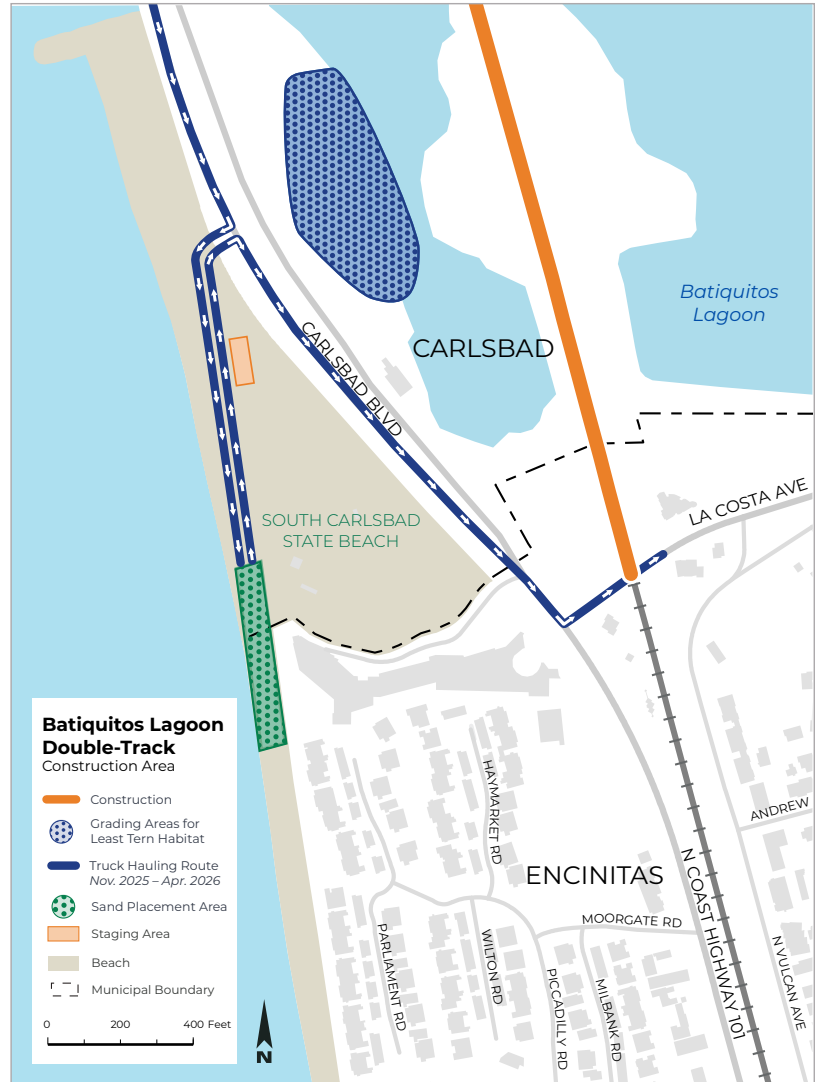 Batiquitos
Lagoon
CARLSBAD
CARLSBAD BLVD
LA COSTA AVE
SOUTH CARLSBAD
STATE BEACH
HAYMARKET RD
ENCINITAS
ANDREW
MOORGATE RD
N COAST HIGHWAY 101
N VULCAN AVE
PARLIAMENT RD
WILTON RD
PICCADILLY RD
MILBANK RD
Batiquitos Lagoon
Double-Track
Construction Area
Construction
Grading Areas for
Least Tern Habitat
Truck Hauling Route
Nov. 2025 – Apr. 2026
Sand Placement Area
Staging Area
Beach
Municipal Boundary
0 200 400 Feet
N